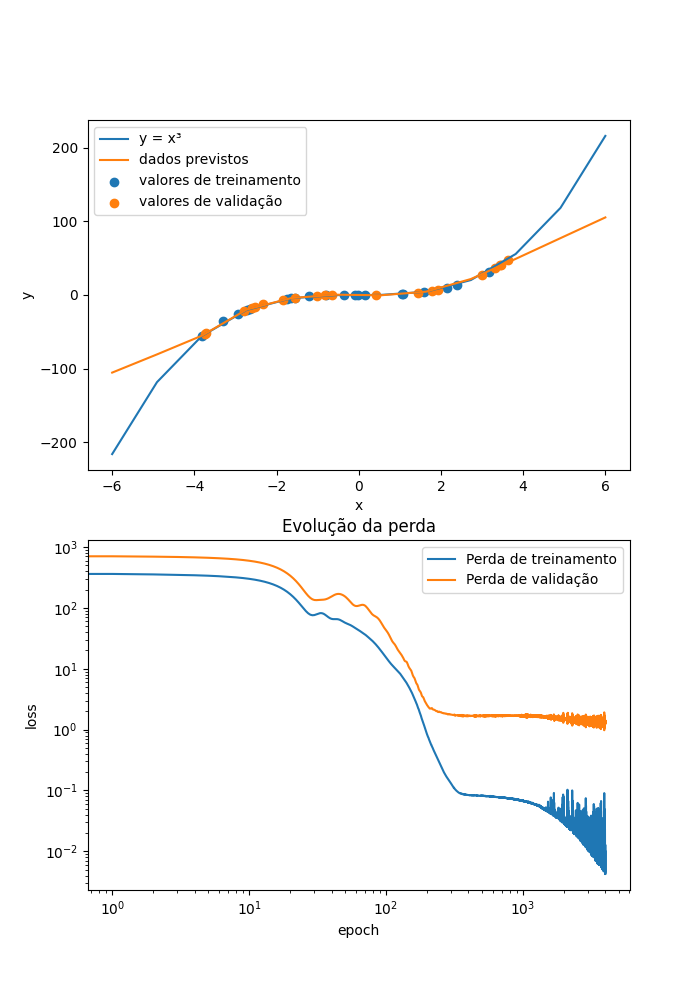 y = x³
dados previstos
valores de treinamento
valores de validação
200
100
0
−100
−200
y
−6
−4
−2
0
2
4
6
x
Evolução da perda
Perda de treinamento
Perda de validação
10³
10²
10¹
10⁰
10⁻¹
10⁻²
loss
10⁰
10¹
10²
10³
epoch